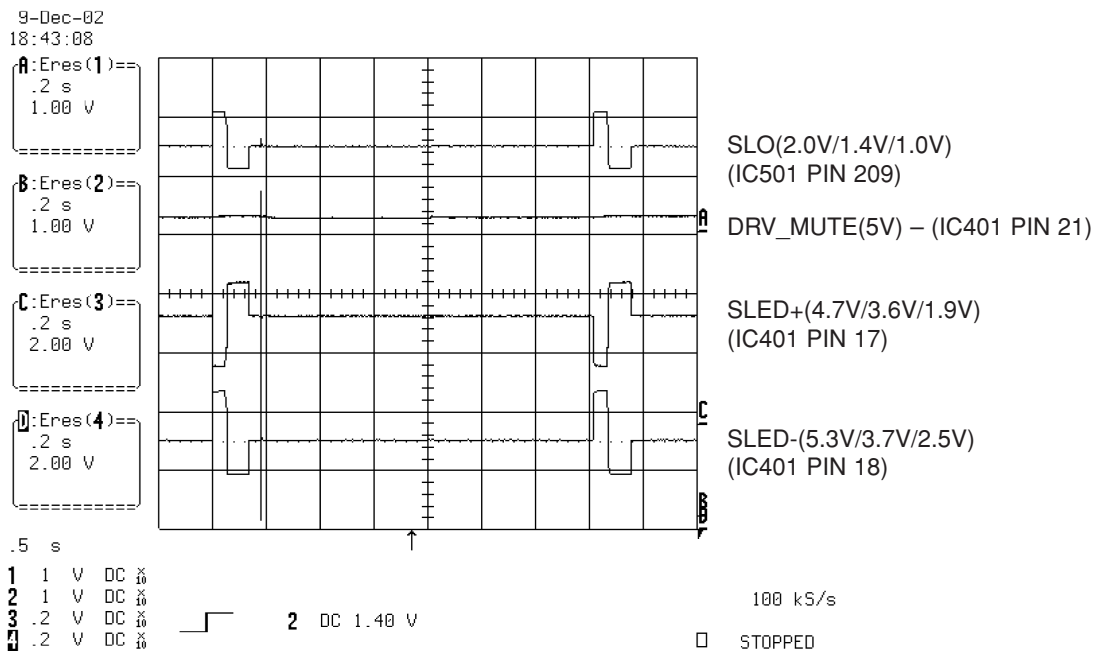 9-Dec-02
18:43:08
A:Eres(1)==
.2 s
1.00 V
B:Eres(2)==
.2 s
1.00 V
C:Eres(3)==
.2 s
2.00 V
D:Eres(4)==
.2 s
2.00 V
A
C
B
D
SLO(2.0V/1.4V/1.0V)
(IC501 PIN 209)
DRV_MUTE(5V) – (IC401 PIN 21)
SLED+(4.7V/3.6V/1.9V)
(IC401 PIN 17)
SLED-(5.3V/3.7V/2.5V)
(IC401 PIN 18)
.5 s
1 1 V DC X10
2 1 V DC X10
3 .2 V DC X10
4 .2 V DC X10
2 DC 1.40 V
100 kS/s
STOPPED